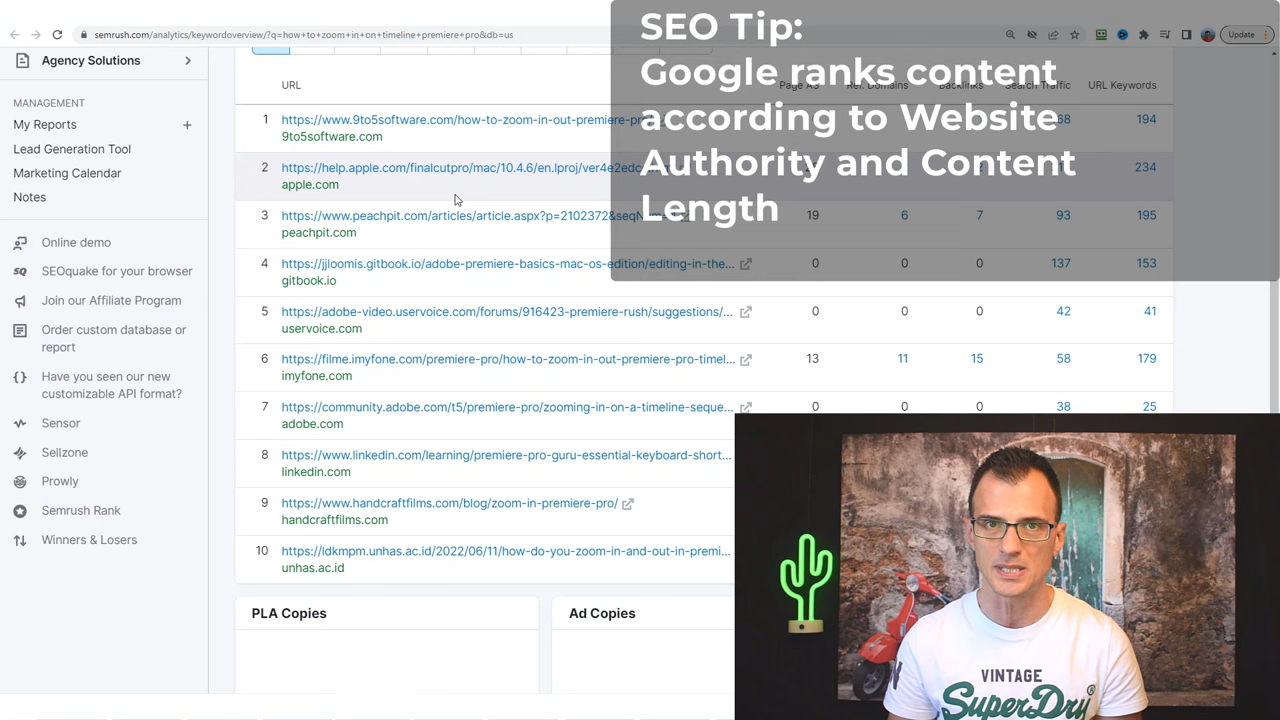 semrush.com/analytics/keywordoverview/?q=how+to+zoom+in+on+timeline+premiere+pro&db=us
Update
SEO Tip:
Google ranks content
according to Website
Authority and Content
Length
Agency Solutions
MANAGEMENT
My Reports
Lead Generation Tool
Marketing Calendar
Notes
Online demo
SEOquake for your browser
Join our Affiliate Program
Order custom database or
report
Have you seen our new
customizable API format?
Sensor
Sellzone
Prowly
Semrush Rank
Winners & Losers
URL Page AS Ref. Domains Backlinks Search Traffic URL Keywords
1 https://www.9to5software.com/how-to-zoom-in-out-premiere-pro 194
9to5software.com
2 https://help.apple.com/finalcutpro/mac/10.4.6/en.lproj/ver4e2edc 234
apple.com
3 https://www.peachpit.com/articles/article.aspx?p=2102372&seqNum=4 19 6 7 93 195
peachpit.com
4 https://jjloomis.gitbook.io/adobe-premiere-basics-mac-os-edition/editing-in-the... 0 0 0 137 153
gitbook.io
5 https://adobe-video.uservoice.com/forums/916423-premiere-rush/suggestions/... 0 0 0 42 41
uservoice.com
6 https://filme.imyfone.com/premiere-pro/how-to-zoom-in-out-premiere-pro-timel... 13 11 15 58 179
imyfone.com
7 https://community.adobe.com/t5/premiere-pro/zooming-in-on-a-timeline-seque... 0 0 0 38 25
adobe.com
8 https://www.linkedin.com/learning/premiere-pro-guru-essential-keyboard-short...
linkedin.com
9 https://www.handcraftfilms.com/blog/zoom-in-premiere-pro/
handcraftfilms.com
10 https://ldkmpm.unhas.ac.id/2022/06/11/how-do-you-zoom-in-and-out-in-premi...
unhas.ac.id
PLA Copies
Ad Copies
VINTAGE
SuperDry